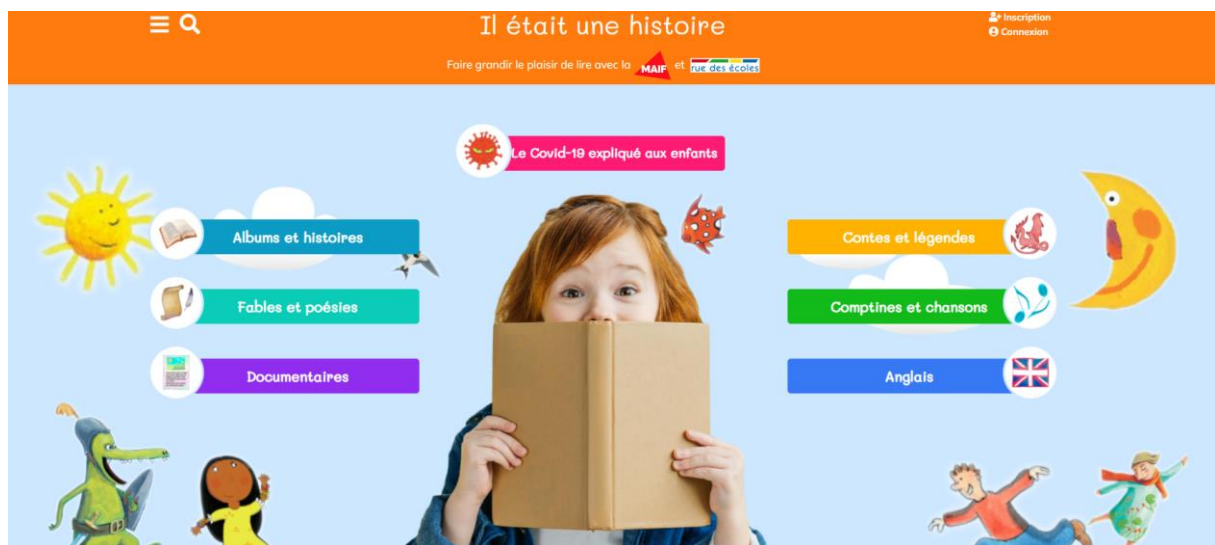 Il était une histoire
Inscription
Connexion
Faire grandir le plaisir de lire avec la MAIF et rue des écoles
Le Covid-19 expliqué aux enfants
Albums et histoires
Contes et légendes
Fables et poésies
Comptines et chansons
Documentaires
Anglais